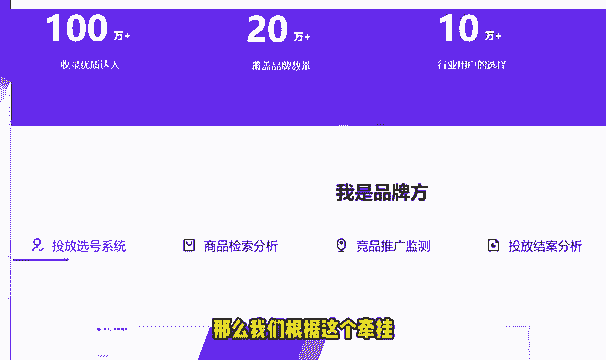 100 万+
20 万+
10 万+
收录优质达人
覆盖品牌数量
行业用户的选择
我是品牌方
投放选号系统
商品检索分析
竞品推广监测
投放结案分析
那么我们根据这个牵挂